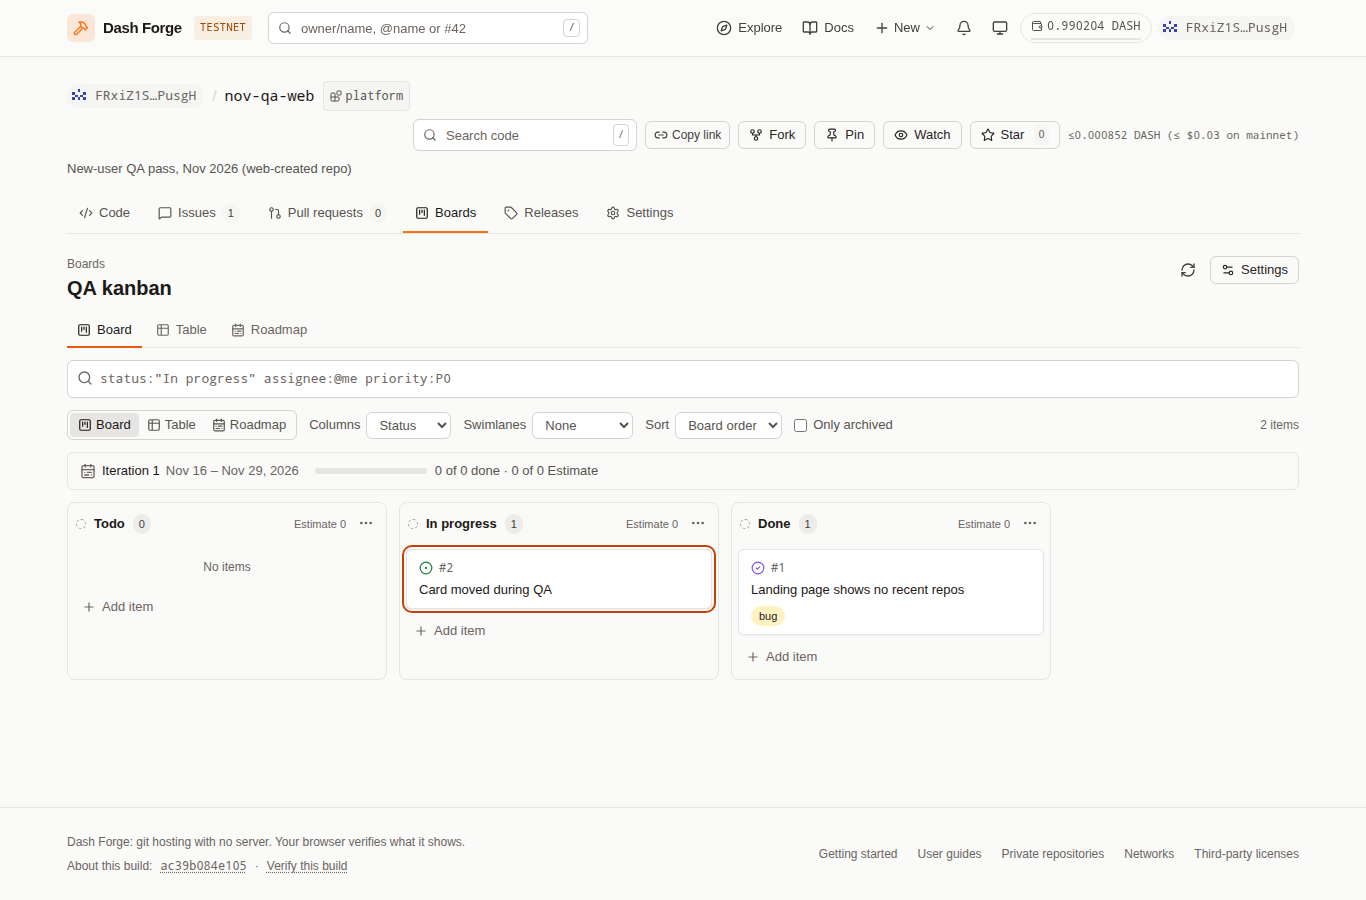 Dash Forge TESTNET owner/name, @name or #42 / Explore Docs New 0.990204 DASH FRxiZ1S…PusgH
FRxiZ1S…PusgH / nov-qa-web platform
Search code / Copy link Fork Pin Watch Star 0 ≤0.000852 DASH (≤ $0.03 on mainnet)
New-user QA pass, Nov 2026 (web-created repo)
Code Issues 1 Pull requests 0 Boards Releases Settings
Boards
QA kanban
Settings
Board Table Roadmap
status:"In progress" assignee:@me priority:P0
Board Table Roadmap Columns Status Swimlanes None Sort Board order Only archived 2 items
Iteration 1 Nov 16 – Nov 29, 2026 0 of 0 done · 0 of 0 Estimate
Todo 0 Estimate 0
No items
Add item
In progress 1 Estimate 0
#2
Card moved during QA
Add item
Done 1 Estimate 0
#1
Landing page shows no recent repos
bug
Add item
Dash Forge: git hosting with no server. Your browser verifies what it shows.
About this build: ac39b084e105 · Verify this build
Getting started User guides Private repositories Networks Third-party licenses